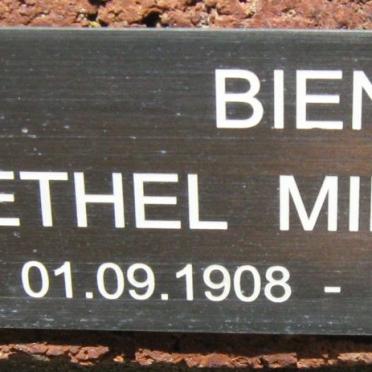 BIEN
ETHEL MI
01.09.1908 -